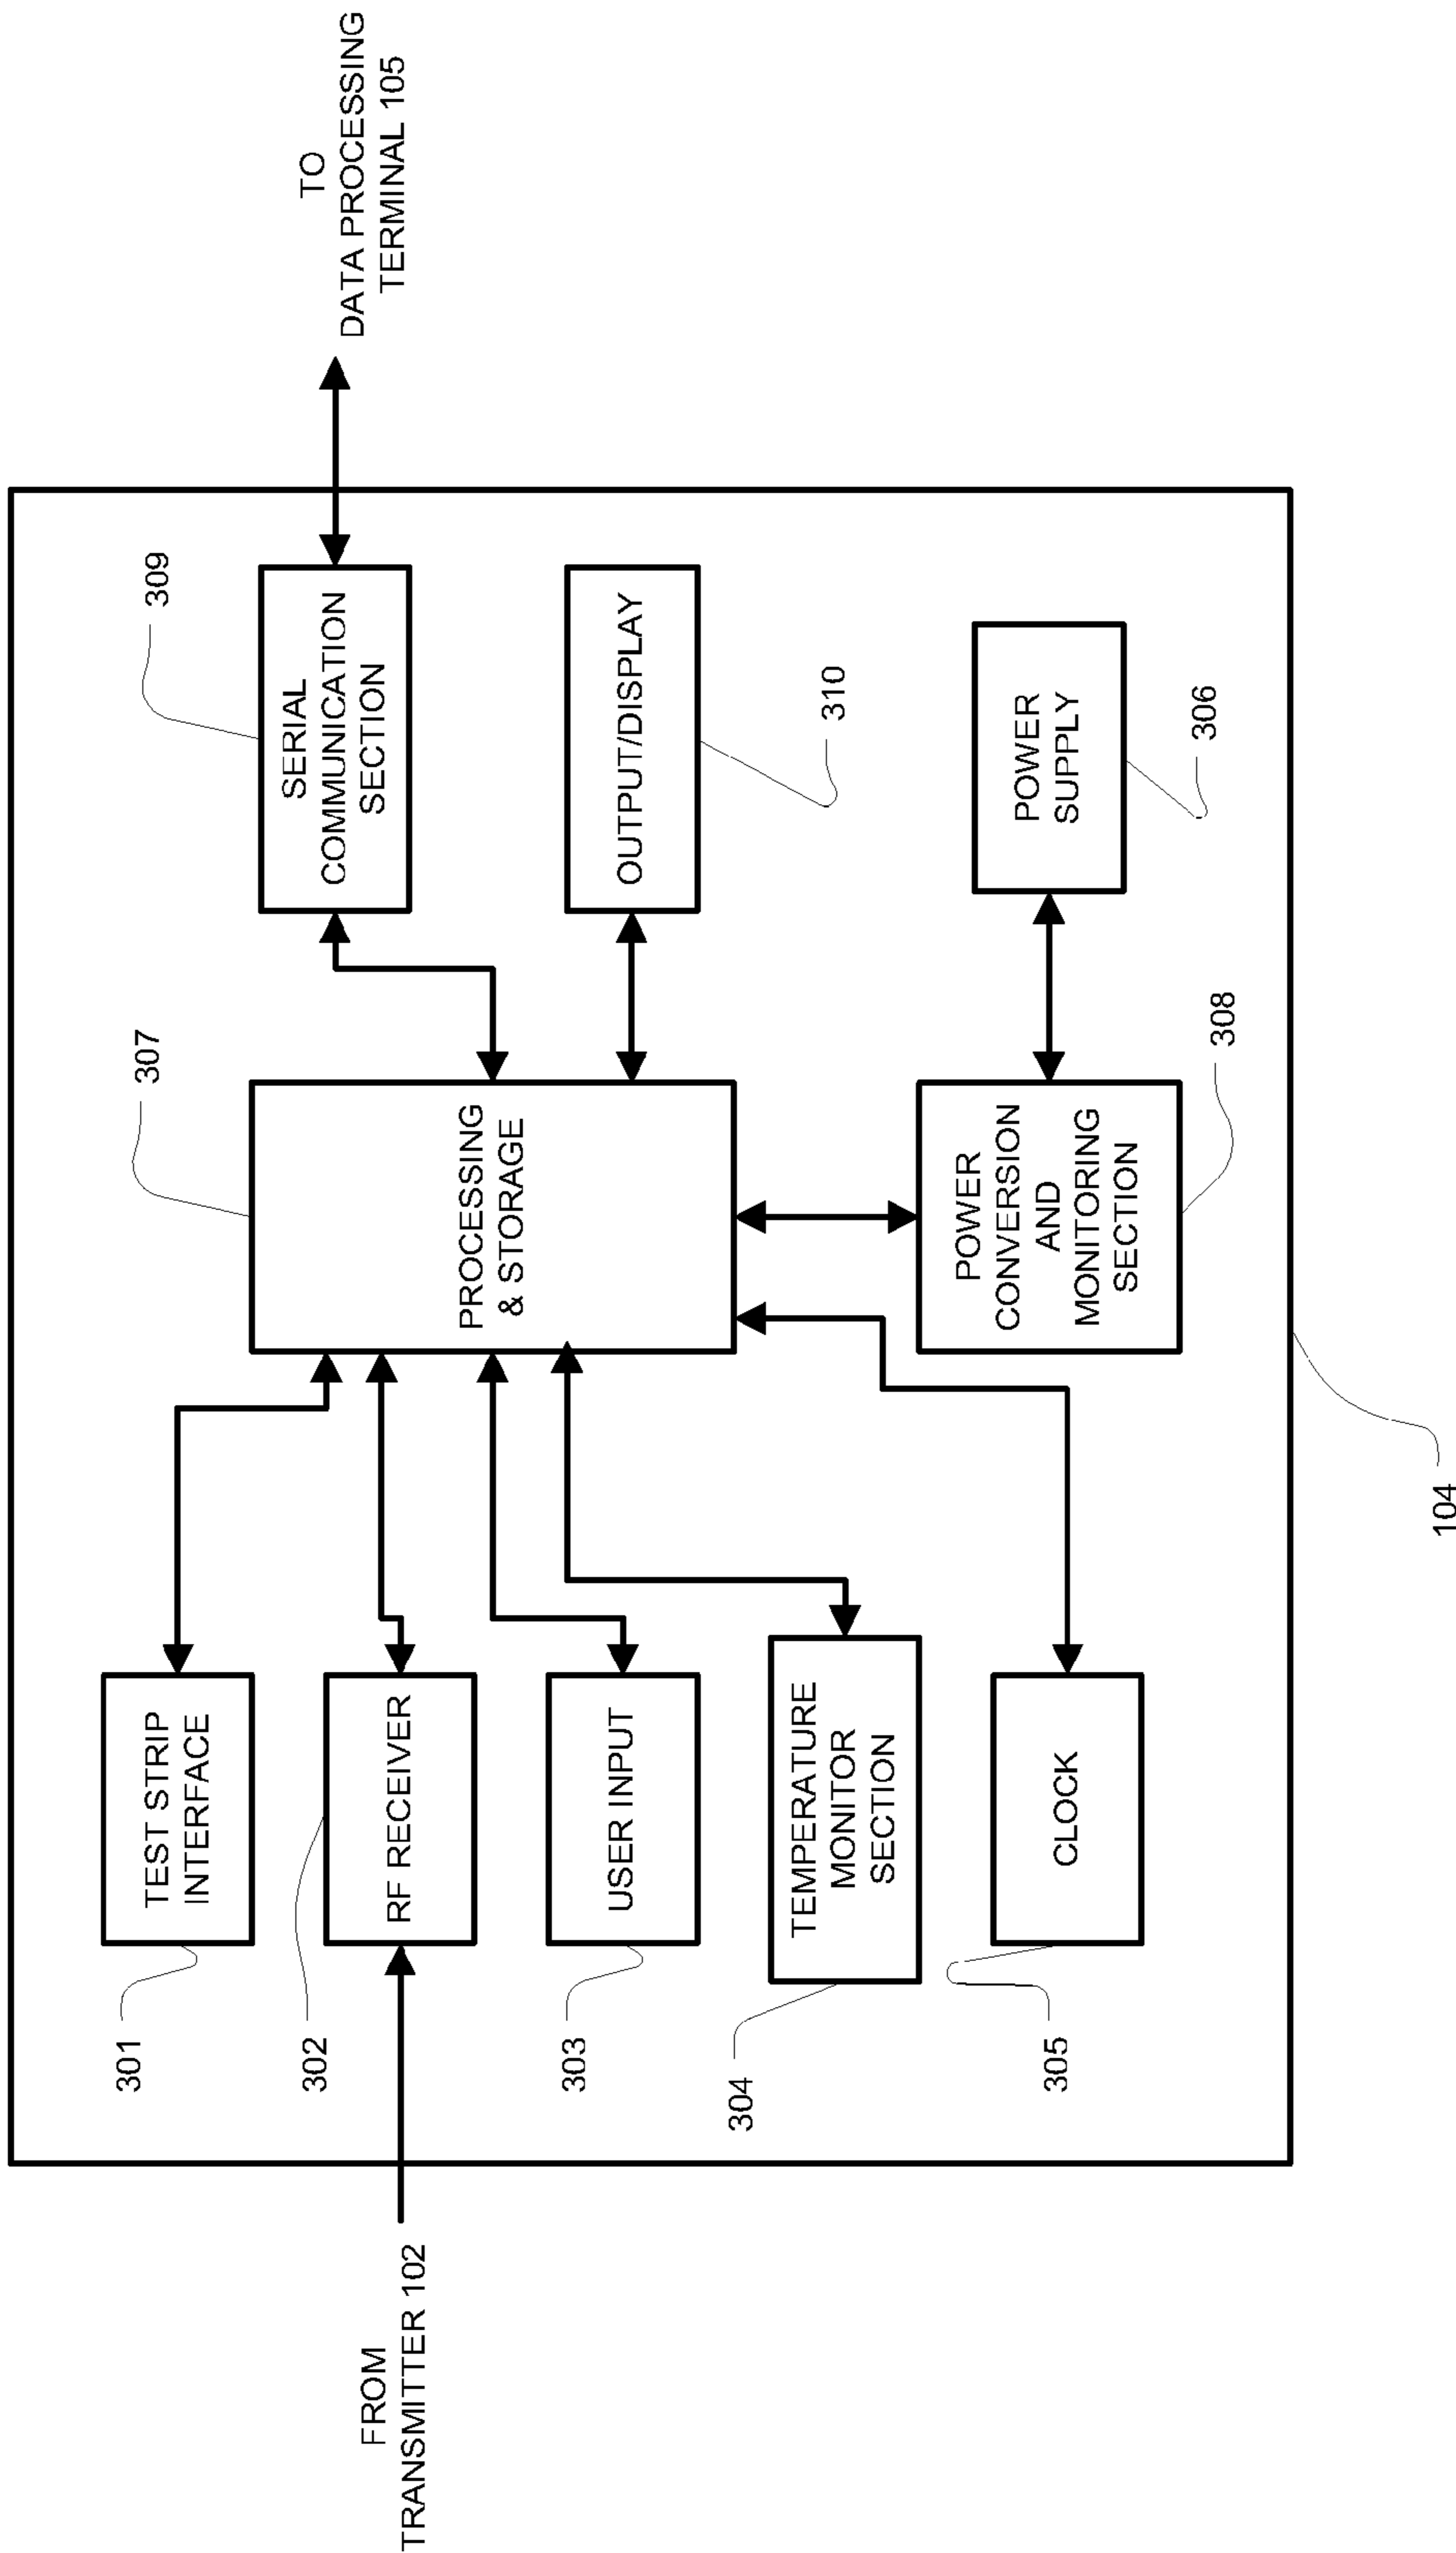 301
TEST STRIP
INTERFACE
302
RF RECEIVER
FROM
TRANSMITTER 102
303
USER INPUT
304
TEMPERATURE
MONITOR
SECTION
305
CLOCK
307
PROCESSING
& STORAGE
308
POWER
CONVERSION
AND
MONITORING
SECTION
309
SERIAL
COMMUNICATION
SECTION
TO
DATA PROCESSING
TERMINAL 105
OUTPUT/DISPLAY
310
POWER
SUPPLY
306
104